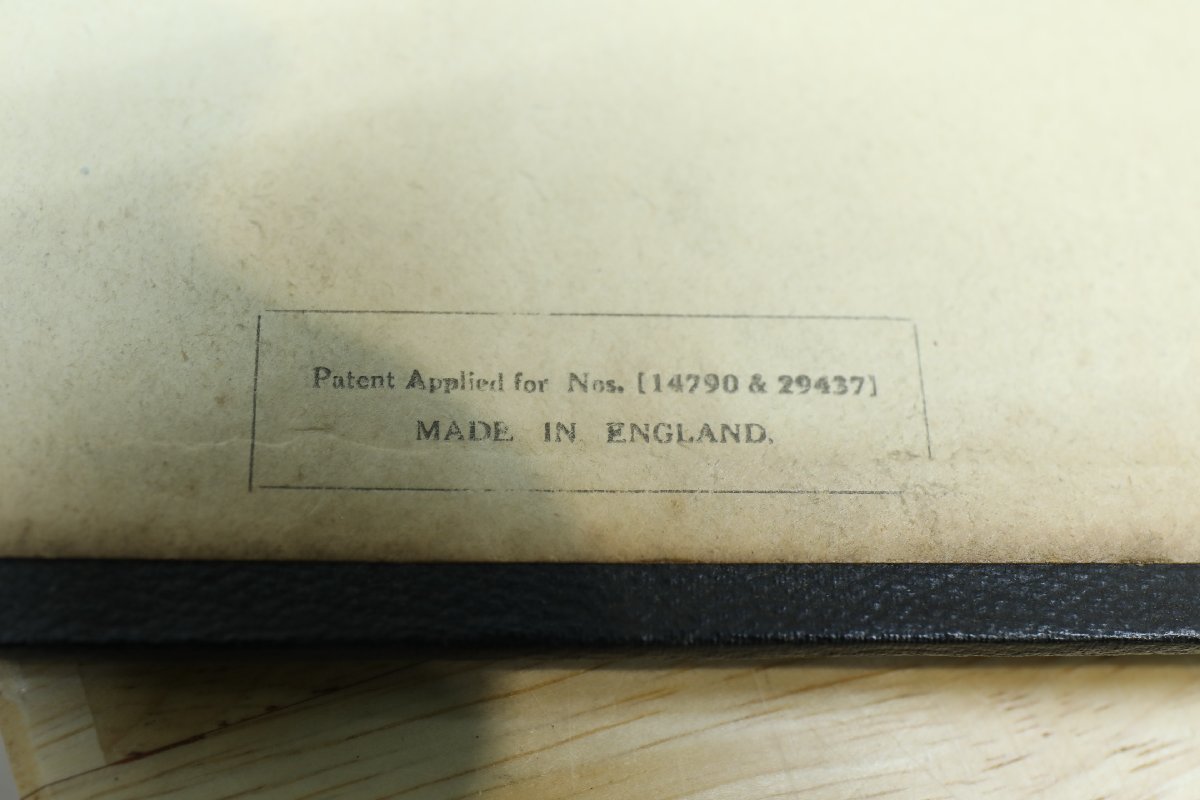 Patent Applied for Nos. [14790 & 29437]
MADE IN ENGLAND.